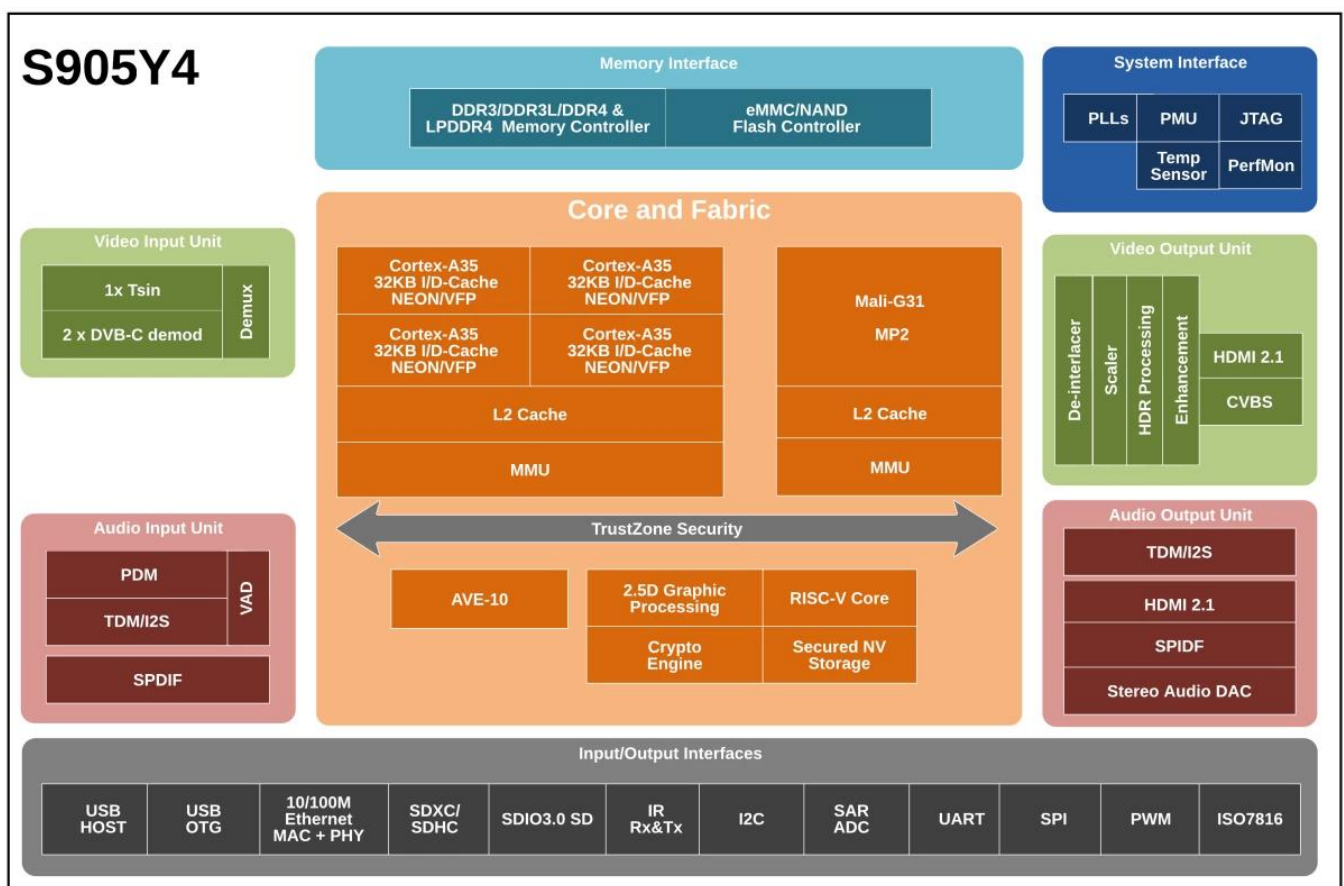 S905Y4
Memory Interface
DDR3/DDR3L/DDR4 &
LPDDR4 Memory Controller
eMMC/NAND
Flash Controller
System Interface
PLLs
PMU
JTAG
Temp
Sensor
PerfMon
Video Input Unit
1x Tsin
2 x DVB-C demod
Demux
Core and Fabric
Cortex-A35
32KB I/D-Cache
NEON/VFP
Cortex-A35
32KB I/D-Cache
NEON/VFP
Cortex-A35
32KB I/D-Cache
NEON/VFP
Cortex-A35
32KB I/D-Cache
NEON/VFP
L2 Cache
MMU
Mali-G31
MP2
L2 Cache
MMU
TrustZone Security
AVE-10
2.5D Graphic
Processing
RISC-V Core
Crypto
Engine
Secured NV
Storage
Video Output Unit
De-interlacer
Scaler
HDR Processing
Enhancement
HDMI 2.1
CVBS
Audio Input Unit
PDM
TDM/I2S
VAD
SPDIF
Audio Output Unit
TDM/I2S
HDMI 2.1
SPIDF
Stereo Audio DAC
Input/Output Interfaces
USB
HOST
USB
OTG
10/100M
Ethernet
MAC + PHY
SDXC/
SDHC
SDIO3.0 SD
IR
Rx&Tx
I2C
SAR
ADC
UART
SPI
PWM
ISO7816